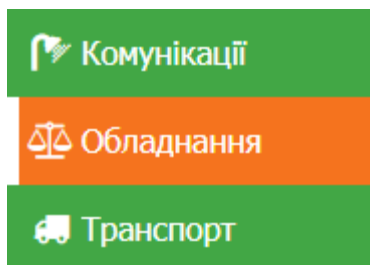 Комунікації
Обладнання
Транспорт